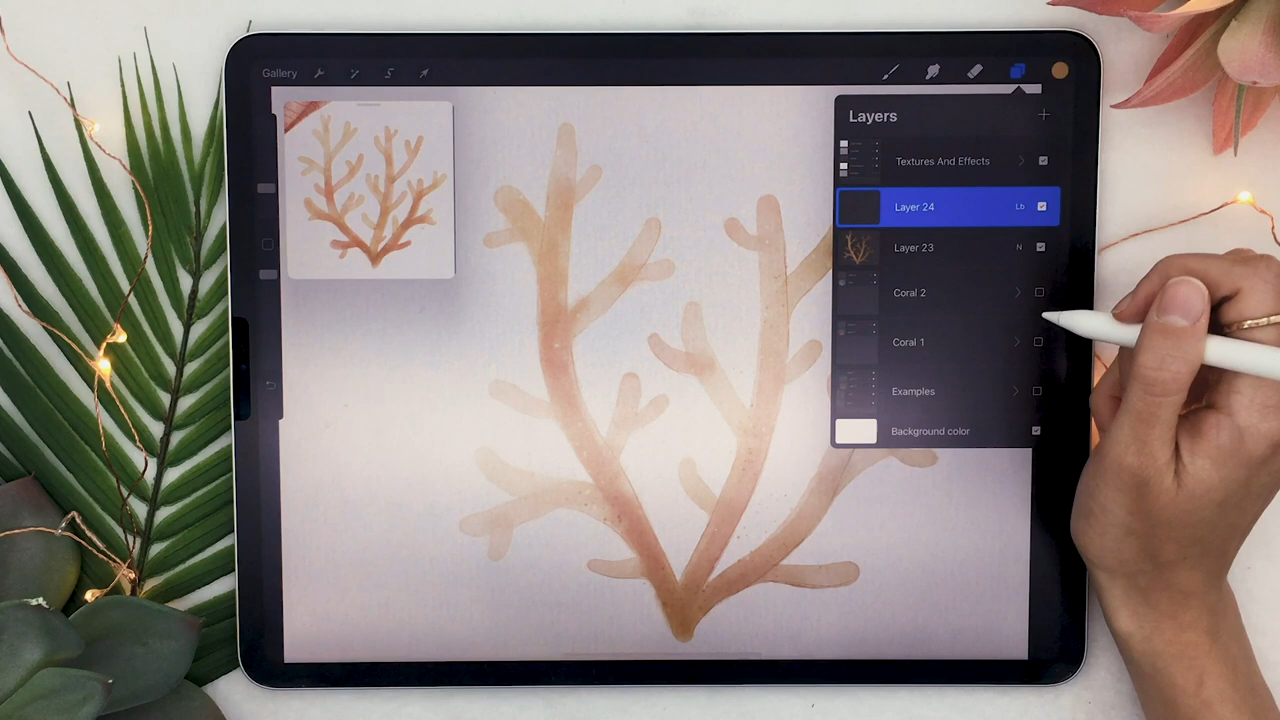 Gallery
Layers
Textures And Effects
Layer 24 Lb
Layer 23 N
Coral 2
Coral 1
Examples
Background color